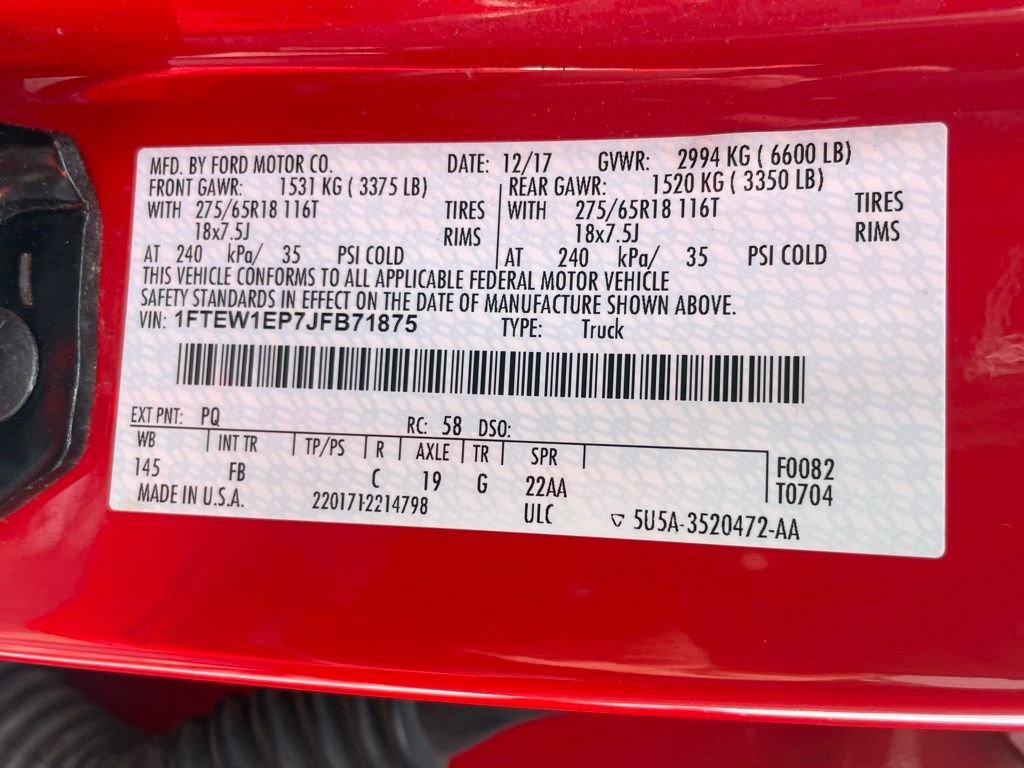 MFD. BY FORD MOTOR CO. DATE: 12/17 GVWR: 2994 KG ( 6600 LB)
FRONT GAWR: 1531 KG ( 3375 LB) REAR GAWR: 1520 KG ( 3350 LB)
WITH 275/65R18 116T TIRES WITH 275/65R18 116T TIRES
18x7.5J RIMS 18x7.5J RIMS
AT 240 kPa/ 35 PSI COLD AT 240 kPa/ 35 PSI COLD
THIS VEHICLE CONFORMS TO ALL APPLICABLE FEDERAL MOTOR VEHICLE
SAFETY STANDARDS IN EFFECT ON THE DATE OF MANUFACTURE SHOWN ABOVE.
VIN: 1FTEW1EP7JFB71875 TYPE: Truck
EXT PNT: PQ RC: 58 DSO:
WB INT TR TP/PS R AXLE TR SPR
145 FB C 19 G 22AA F0082
MADE IN U.S.A. 2201712214798 ULC T0704
▽ 5U5A-3520472-AA